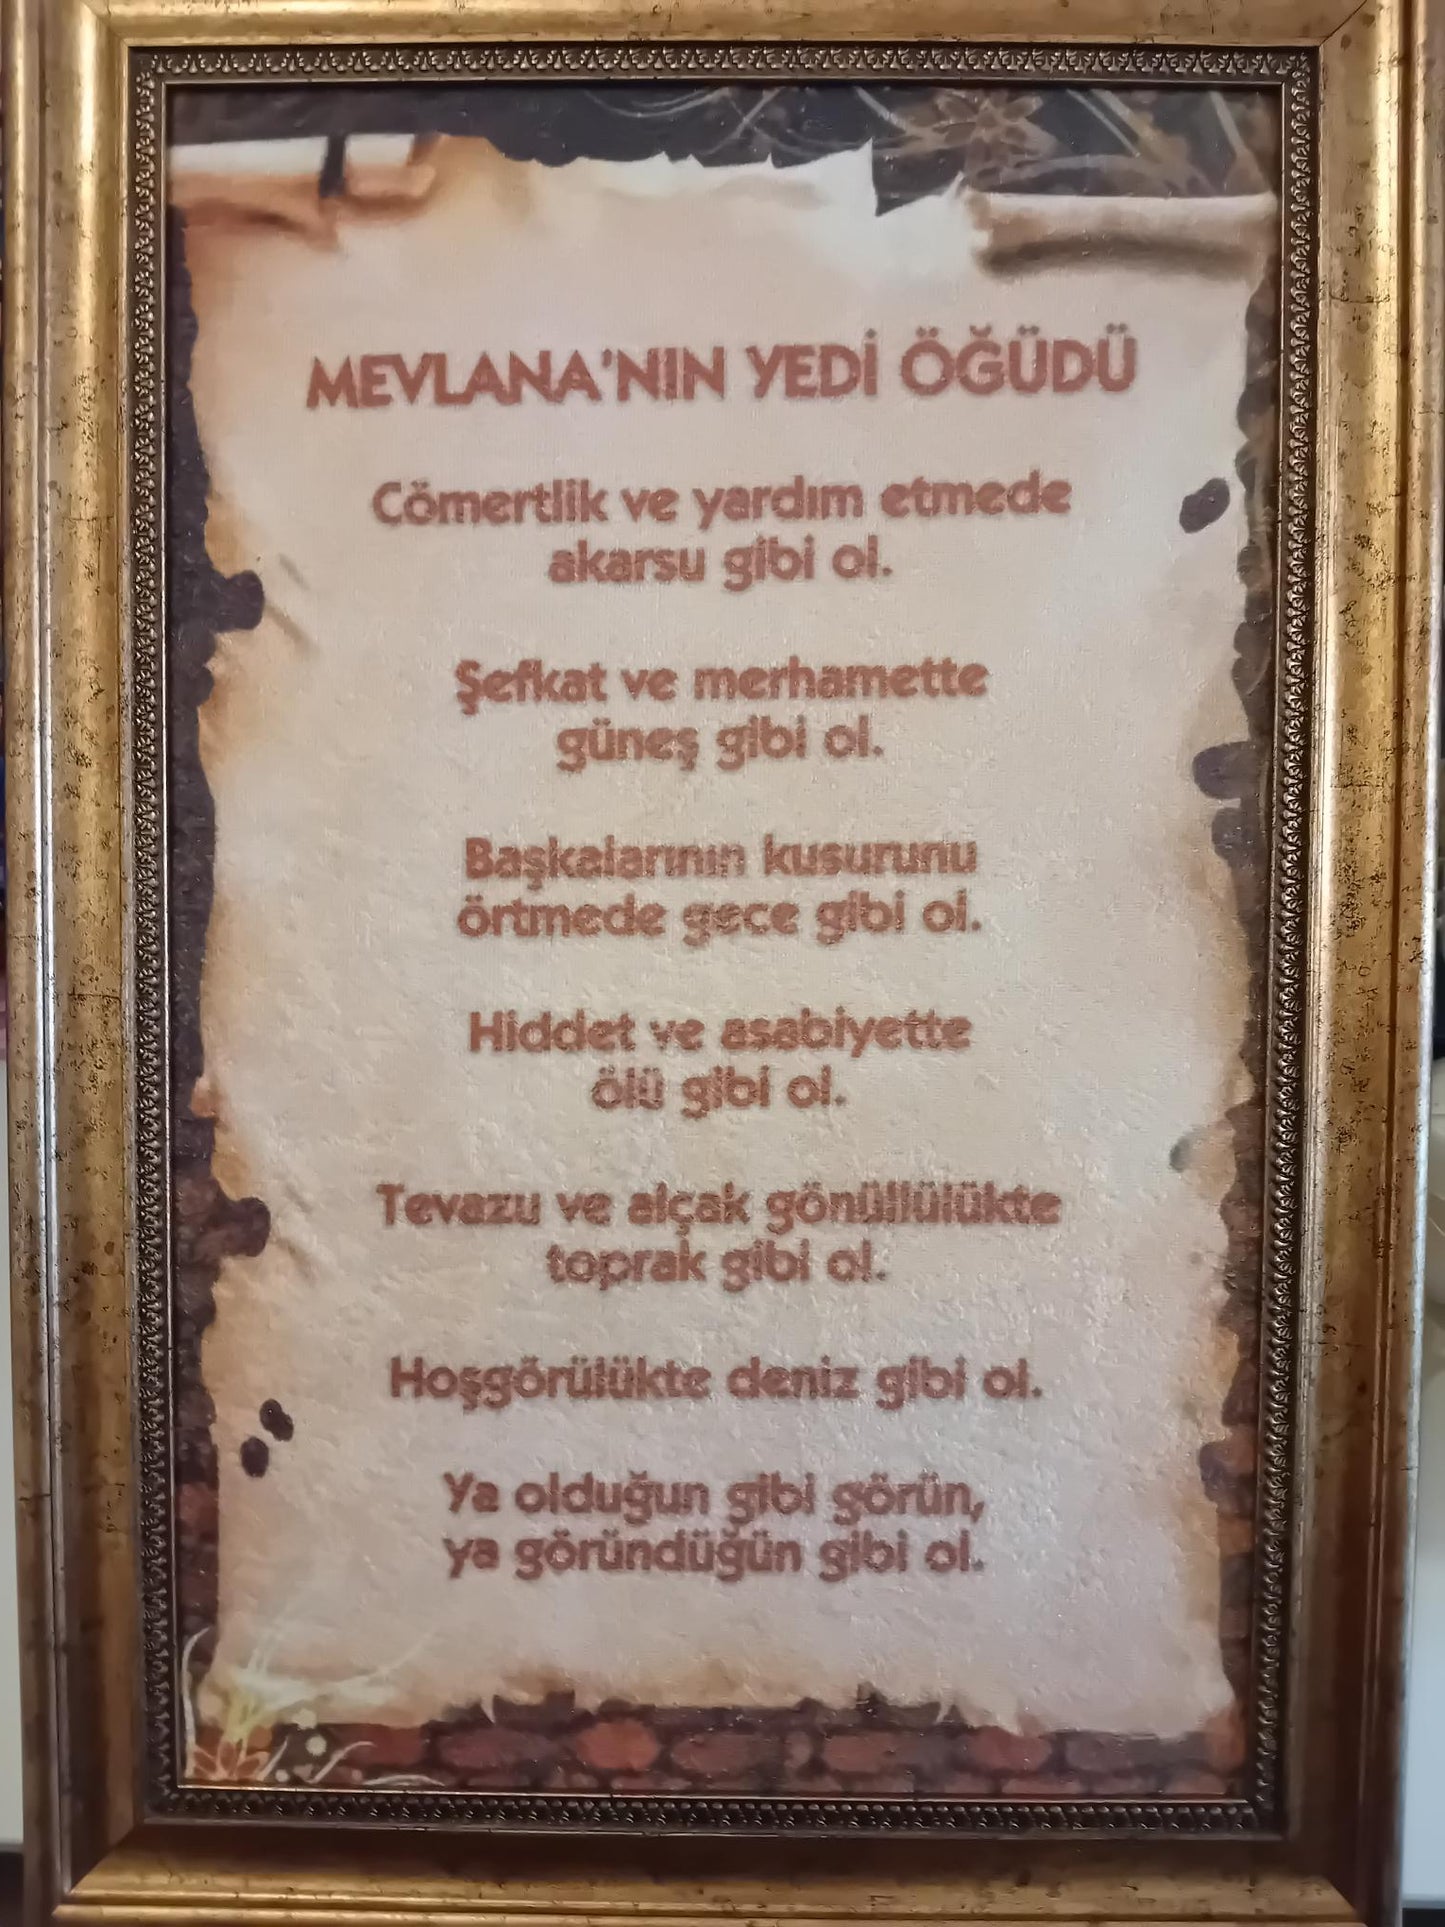 MEVLANA'NIN YEDİ ÖĞÜDÜ
Cömertlik ve yardım etmede
akarsu gibi ol.
Şefkat ve merhamette
güneş gibi ol.
Başkalarının kusurunu
örtmede gece gibi ol.
Hiddet ve asabiyette
ölü gibi ol.
Tevazu ve alçak gönüllülükte
toprak gibi ol.
Hoşgörülükte deniz gibi ol.
Ya olduğun gibi görün,
ya göründüğün gibi ol.